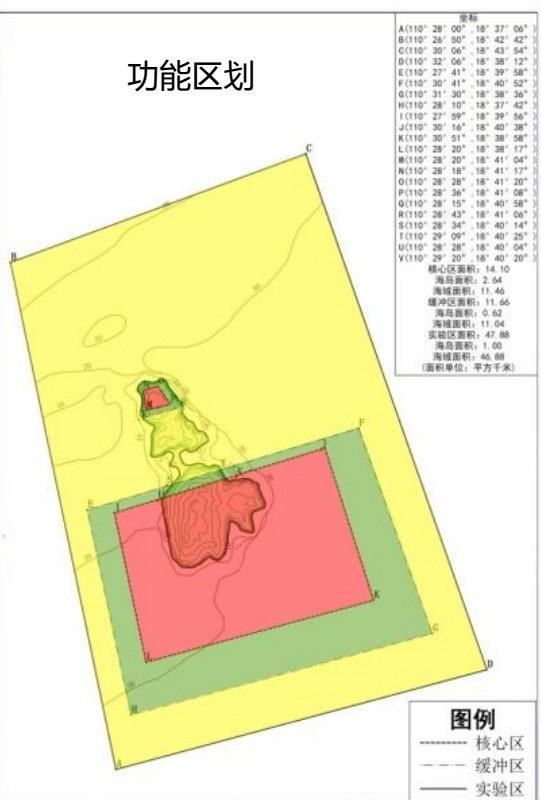 功能区划
坐标
A(110° 28′ 00″ .18° 37′ 06″)
B(110° 26′ 50″ .18° 42′ 42″)
C(110° 30′ 06″ .18° 43′ 54″)
D(110° 32′ 06″ .18° 38′ 12″)
E(110° 27′ 41″ .18° 39′ 58″)
F(110° 30′ 41″ .18° 40′ 52″)
G(110° 31′ 30″ .18° 38′ 36″)
H(110° 28′ 10″ .18° 37′ 42″)
I(110° 27′ 59″ .18° 39′ 56″)
J(110° 30′ 16″ .18° 40′ 38″)
K(110° 30′ 51″ .18° 38′ 58″)
L(110° 28′ 20″ .18° 38′ 17″)
M(110° 28′ 20″ .18° 41′ 04″)
N(110° 28′ 18″ .18° 41′ 17″)
O(110° 28′ 28″ .18° 41′ 20″)
P(110° 28′ 36″ .18° 41′ 08″)
Q(110° 28′ 15″ .18° 40′ 58″)
R(110° 28′ 43″ .18° 41′ 06″)
S(110° 28′ 34″ .18° 40′ 14″)
T(110° 29′ 09″ .18° 40′ 25″)
U(110° 28′ 28″ .18° 40′ 04″)
V(110° 29′ 20″ .18° 40′ 20″)
核心区面积: 14.10
海岛面积: 2.64
海域面积: 11.46
缓冲区面积: 11.66
海岛面积: 0.62
海域面积: 11.04
实验区面积: 47.88
海岛面积: 1.00
海域面积: 46.88
(面积单位: 平方千米)
C
B
F
E
J
I
K
G
L
D
H
A
图例
核心区
缓冲区
实验区